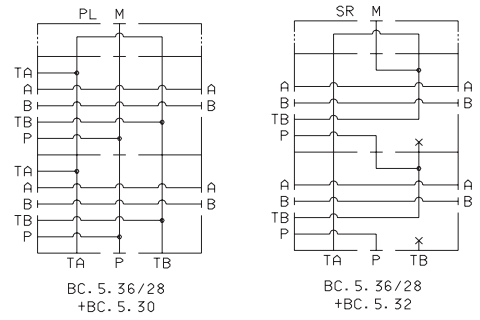 PL M
TA
A A
B B
TB
P
TA
A A
B B
TB
P
TA P TB
BC.5.36/28
+BC.5.30
SR M
A A
B B
TB
P
A A
B B
TB
P
TA P TB
BC.5.36/28
+BC.5.32